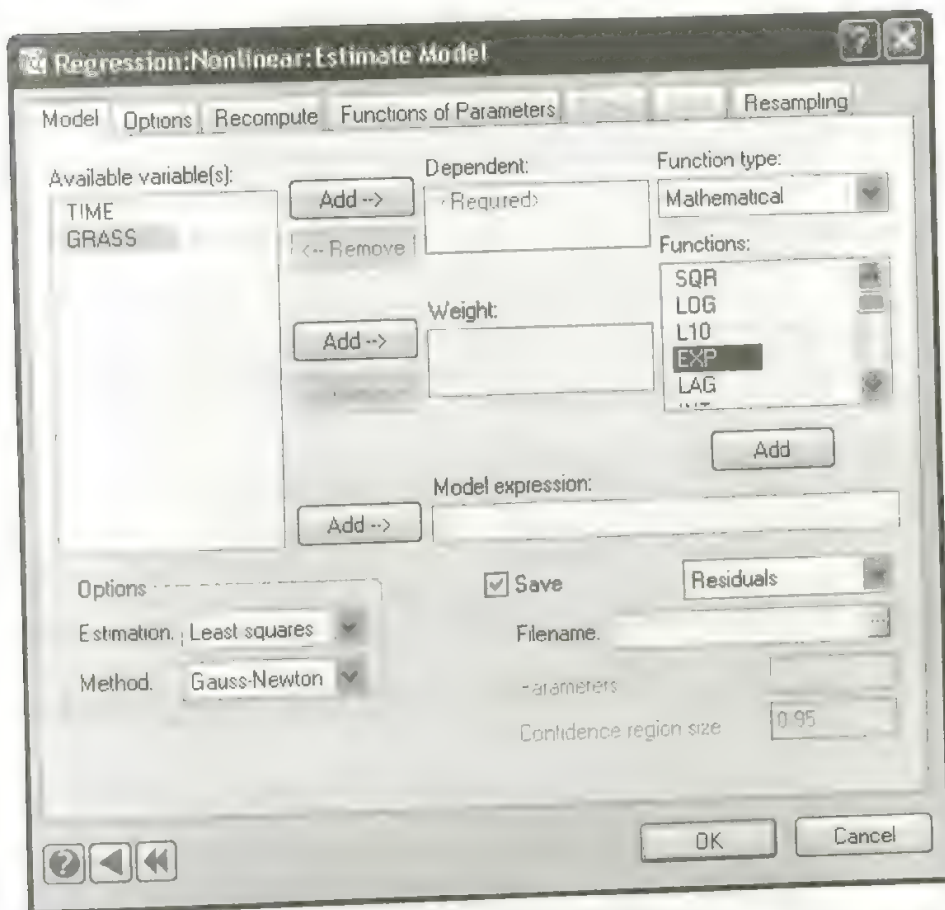 Regression:Nonlinear:Estimate Model
Model Options Recompute Functions of Parameters Resampling
Available variable(s):
TIME
GRASS
Add -->
<-- Remove
Dependent:
<Required>
Function type:
Mathematical
Functions:
SQR
LOG
L10
EXP
LAG
Add
Add -->
Weight:
Add -->
Model expression:
Options
Estimation. Least squares
Method. Gauss-Newton
Save
Residuals
Filename. ...
Parameters
Confidence region size 0.95
OK
Cancel